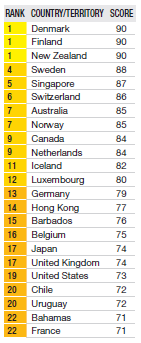 RANK COUNTRY/TERRITORY SCORE
1 Denmark 90
1 Finland 90
1 New Zealand 90
4 Sweden 88
5 Singapore 87
6 Switzerland 86
7 Australia 85
7 Norway 85
9 Canada 84
9 Netherlands 84
11 Iceland 82
12 Luxembourg 80
13 Germany 79
14 Hong Kong 77
15 Barbados 76
16 Belgium 75
17 Japan 74
17 United Kingdom 74
19 United States 73
20 Chile 72
20 Uruguay 72
22 Bahamas 71
22 France 71